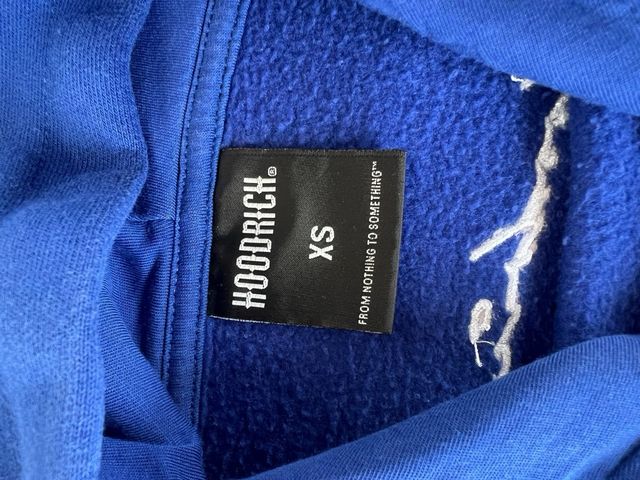 HOODRICH®
XS
FROM NOTHING TO SOMETHING™